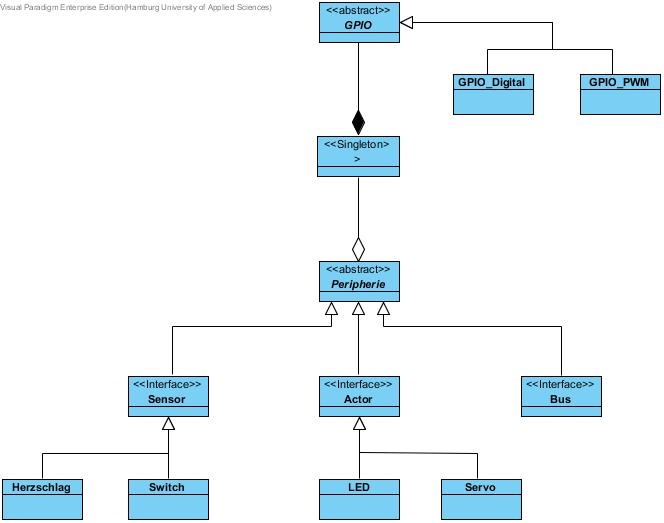 Visual Paradigm Enterprise Edition(Hamburg University of Applied Sciences)
<<abstract>>
GPIO
GPIO_Digital
GPIO_PWM
<<Singleton>
>
<<abstract>>
Peripherie
<<Interface>>
Sensor
<<Interface>>
Actor
<<Interface>>
Bus
Herzschlag
Switch
LED
Servo